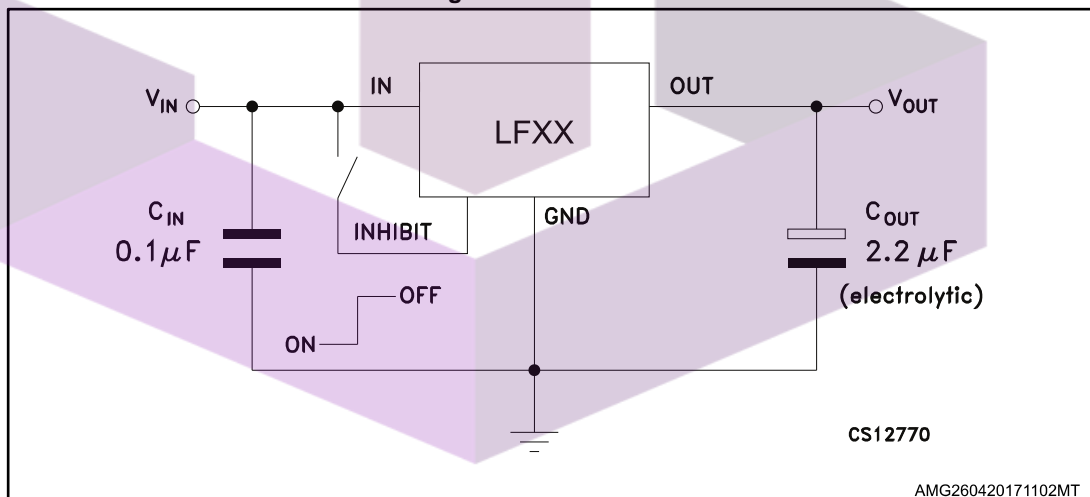 V_IN
IN
OUT
V_OUT
LFXX
C_IN
0.1μF
INHIBIT
GND
C_OUT
2.2 μF
(electrolytic)
OFF
ON
CS12770
AMG260420171102MT